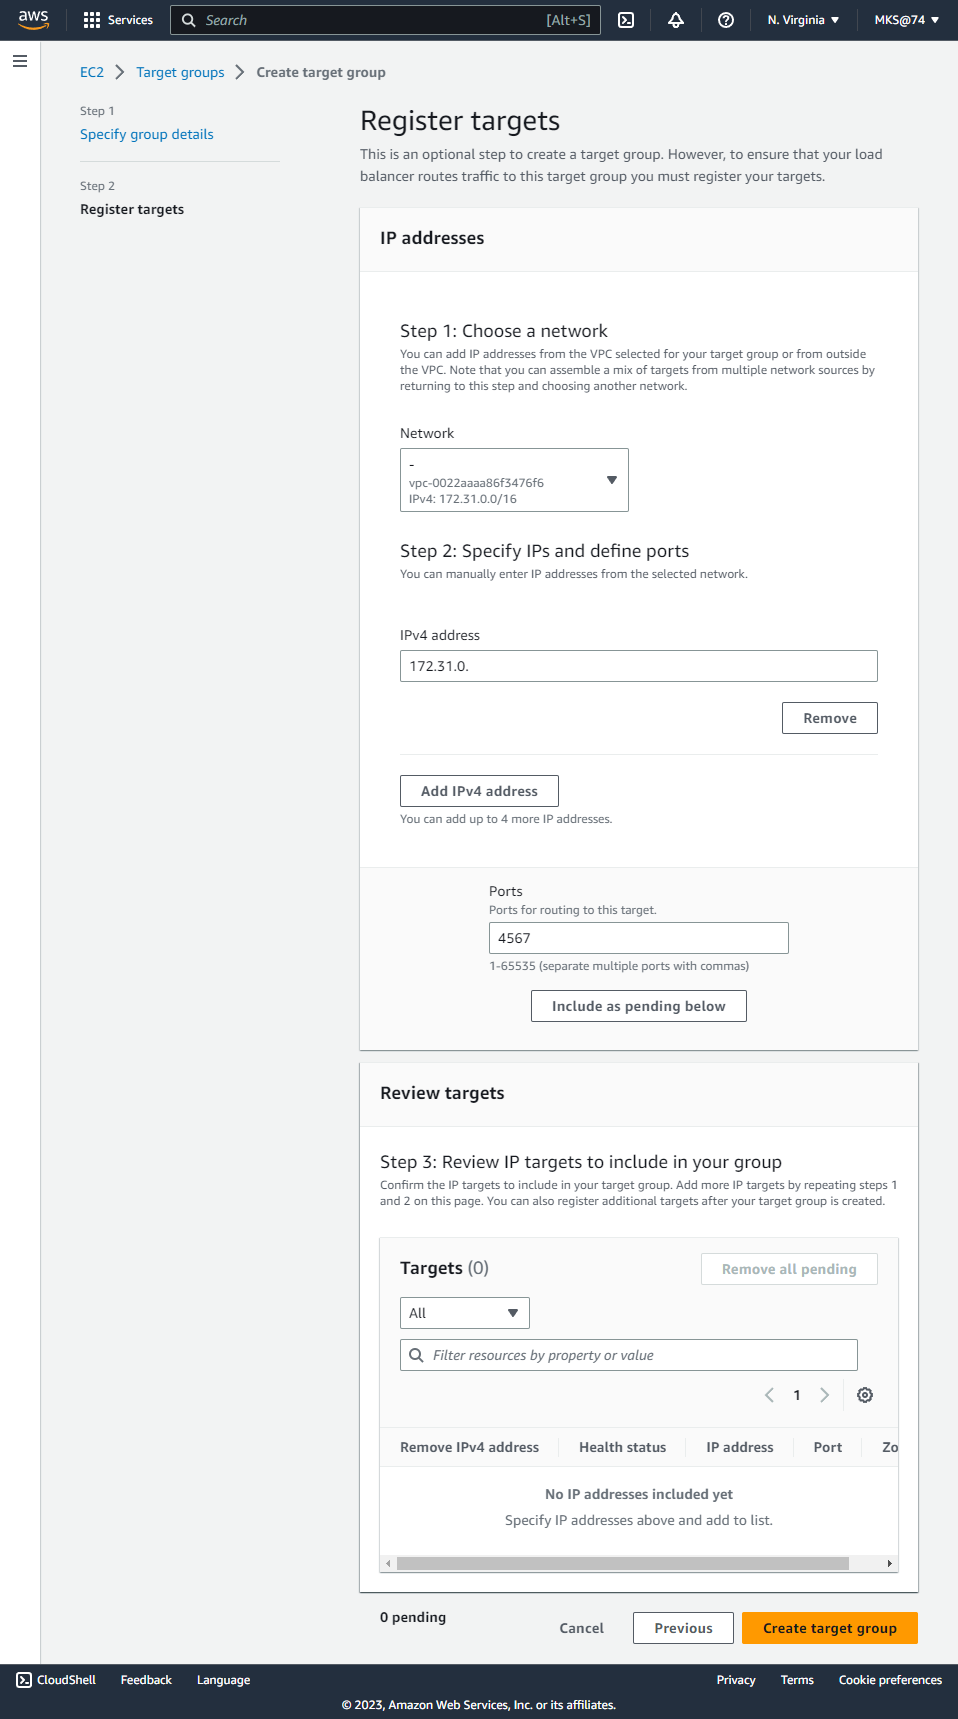 aws
Services
Search
[Alt+S]
N. Virginia
MKS@74
EC2
Target groups
Create target group
Step 1
Specify group details
Step 2
Register targets
Register targets
This is an optional step to create a target group. However, to ensure that your load
balancer routes traffic to this target group you must register your targets.
IP addresses
Step 1: Choose a network
You can add IP addresses from the VPC selected for your target group or from outside
the VPC. Note that you can assemble a mix of targets from multiple network sources by
returning to this step and choosing another network.
Network
-
vpc-0022aaaa86f3476f6
IPv4: 172.31.0.0/16
Step 2: Specify IPs and define ports
You can manually enter IP addresses from the selected network.
IPv4 address
172.31.0.
Remove
Add IPv4 address
You can add up to 4 more IP addresses.
Ports
Ports for routing to this target.
4567
1-65535 (separate multiple ports with commas)
Include as pending below
Review targets
Step 3: Review IP targets to include in your group
Confirm the IP targets to include in your target group. Add more IP targets by repeating steps 1
and 2 on this page. You can also register additional targets after your target group is created.
Targets (0)
Remove all pending
All
Filter resources by property or value
1
Remove IPv4 address
Health status
IP address
Port
Zo
No IP addresses included yet
Specify IP addresses above and add to list.
0 pending
Cancel
Previous
Create target group
CloudShell
Feedback
Language
Privacy
Terms
Cookie preferences
© 2023, Amazon Web Services, Inc. or its affiliates.